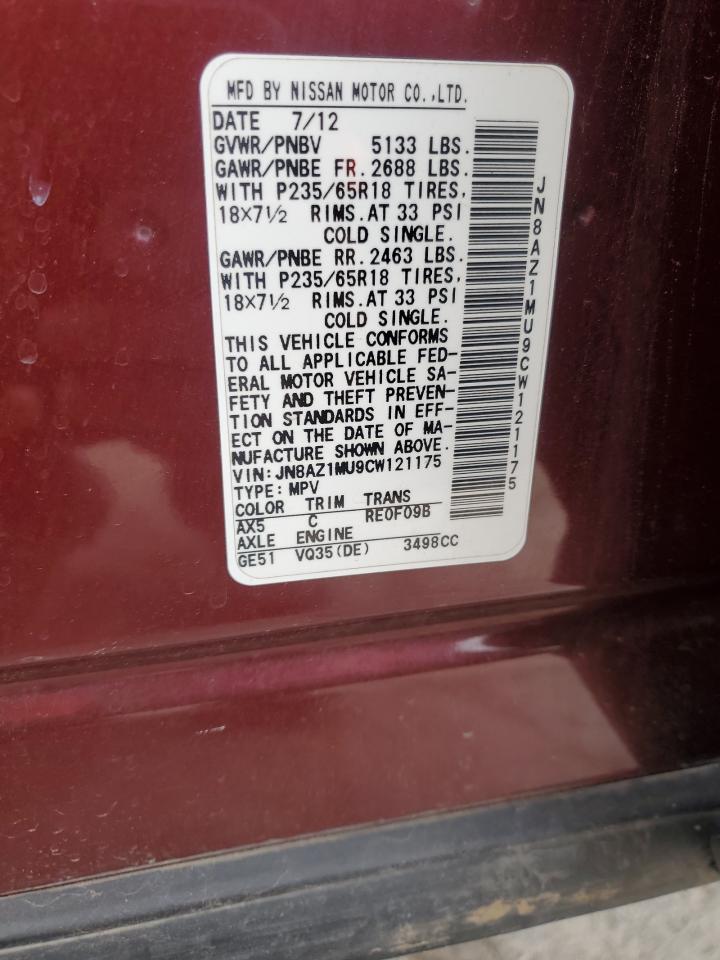 MFD BY NISSAN MOTOR CO.,LTD.
DATE 7/12
GVWR/PNBV 5133 LBS.
GAWR/PNBE FR. 2688 LBS.
WITH P235/65R18 TIRES,
18×7½ RIMS.AT 33 PSI
COLD SINGLE.
GAWR/PNBE RR. 2463 LBS.
WITH P235/65R18 TIRES,
18×7½ RIMS.AT 33 PSI
COLD SINGLE.
THIS VEHICLE CONFORMS
TO ALL APPLICABLE FED-
ERAL MOTOR VEHICLE SA-
FETY AND THEFT PREVEN-
TION STANDARDS IN EFF-
ECT ON THE DATE OF MA-
NUFACTURE SHOWN ABOVE.
VIN: JN8AZ1MU9CW121175
TYPE: MPV
COLOR TRIM TRANS
AX5 C RE0F09B
AXLE ENGINE
GE51 VQ35(DE) 3498CC
JN8AZ1MU9CW121175